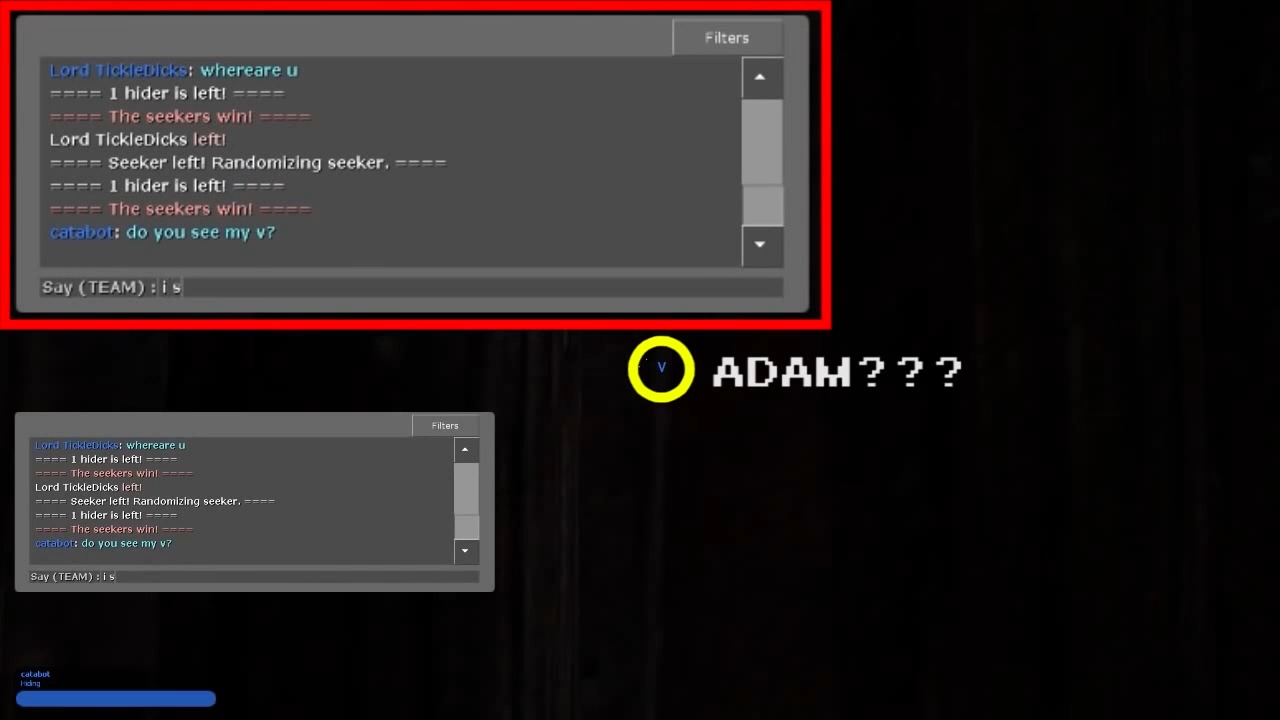 Filters
Lord TickleDicks: whereare u
==== 1 hider is left! ====
==== The seekers win! ====
Lord TickleDicks left!
==== Seeker left! Randomizing seeker. ====
==== 1 hider is left! ====
==== The seekers win! ====
catabot: do you see my v?
Say (TEAM) : i s
v ADAM???
Filters
Lord TickleDicks: whereare u
==== 1 hider is left! ====
==== The seekers win! ====
Lord TickleDicks left!
==== Seeker left! Randomizing seeker. ====
==== 1 hider is left! ====
==== The seekers win! ====
catabot: do you see my v?
Say (TEAM) : i s
catabot
Hiding